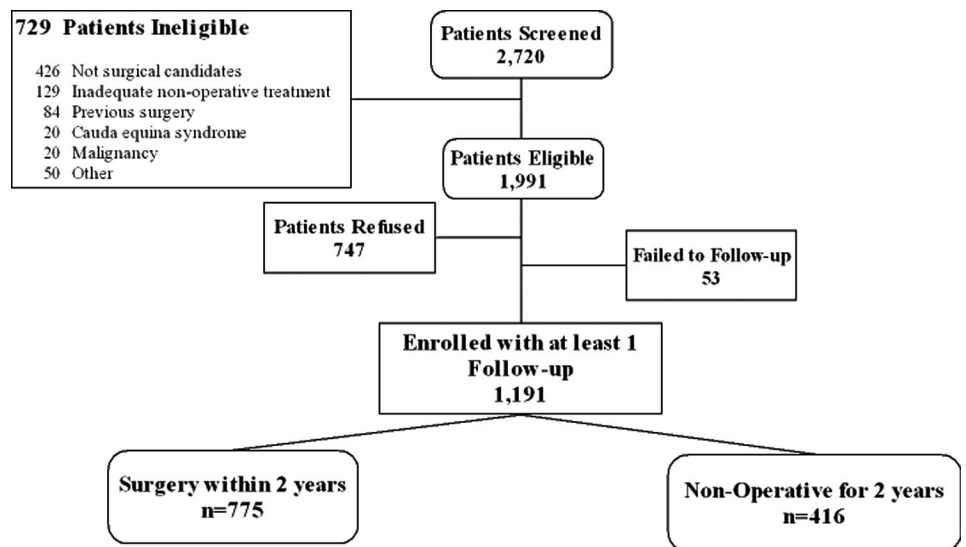 729 Patients Ineligible
426 Not surgical candidates
129 Inadequate non-operative treatment
84 Previous surgery
20 Cauda equina syndrome
20 Malignancy
50 Other
Patients Screened
2,720
Patients Eligible
1,991
Patients Refused
747
Failed to Follow-up
53
Enrolled with at least 1
Follow-up
1,191
Surgery within 2 years
n=775
Non-Operative for 2 years
n=416